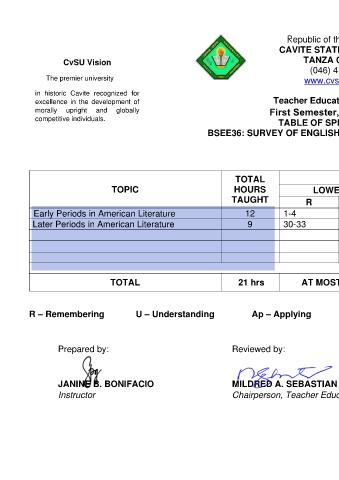 Republic of th
CvSU Vision
CAVITE STAT
TANZA C
The premier university
(046) 4
www.cvs
in historic Cavite recognized for
excellence in the development of
morally upright and globally
competitive individuals.
Teacher Educat
First Semester,
TABLE OF SPE
BSEE36: SURVEY OF ENGLISH
TOPIC
TOTAL
HOURS
TAUGHT
LOWE
R
Early Periods in American Literature 12 1-4
Later Periods in American Literature 9 30-33
TOTAL 21 hrs AT MOST
R – Remembering U – Understanding Ap – Applying
Prepared by: Reviewed by:
JANINE B. BONIFACIO MILDRED A. SEBASTIAN
Instructor Chairperson, Teacher Educ